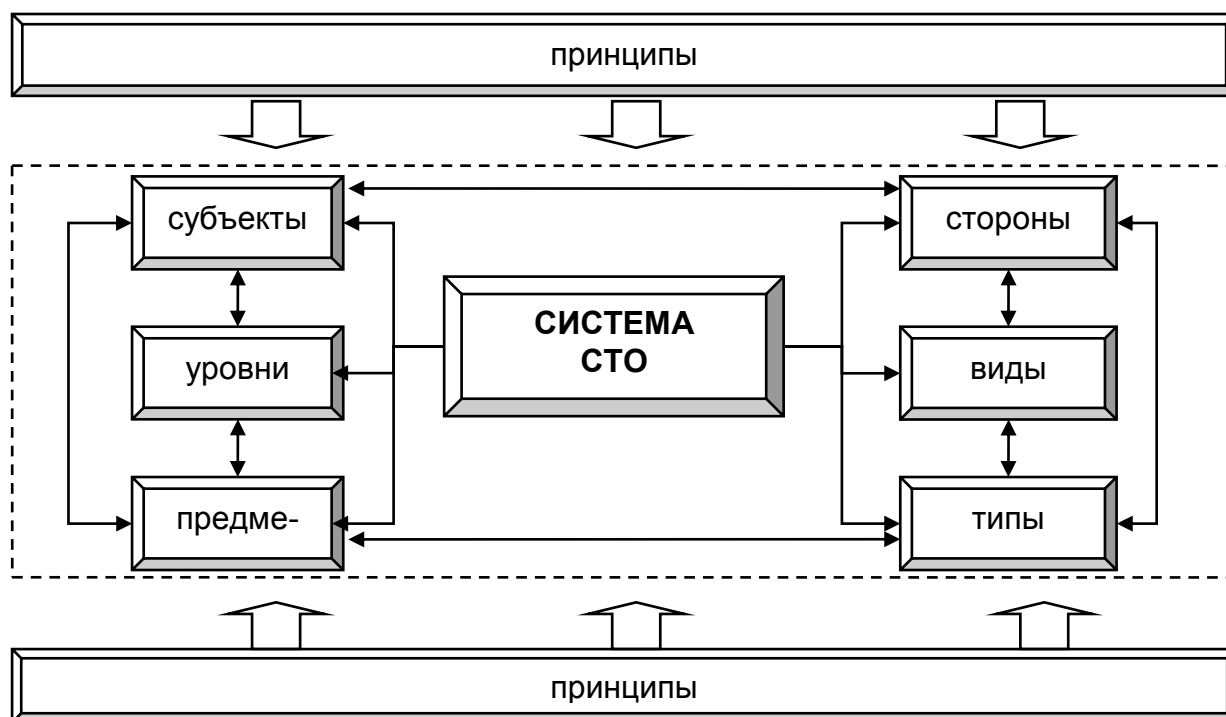 принципы
субъекты
стороны
СИСТЕМА
СТО
уровни
виды
предме-
типы
принципы